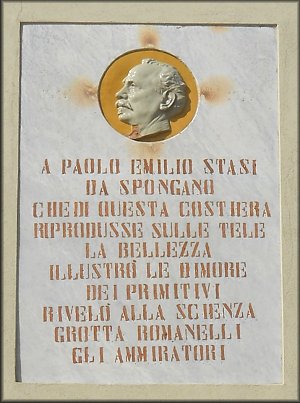 A PAOLO EMILIO STASI
DA SPONGANO
CHE DI QUESTA COSTIERA
RIPRODUSSE SULLE TELE
LA BELLEZZA
ILLUSTRÒ LE DIMORE
DEI PRIMITIVI
RIVELÒ ALLA SCIENZA
GROTTA ROMANELLI
GLI AMMIRATORI